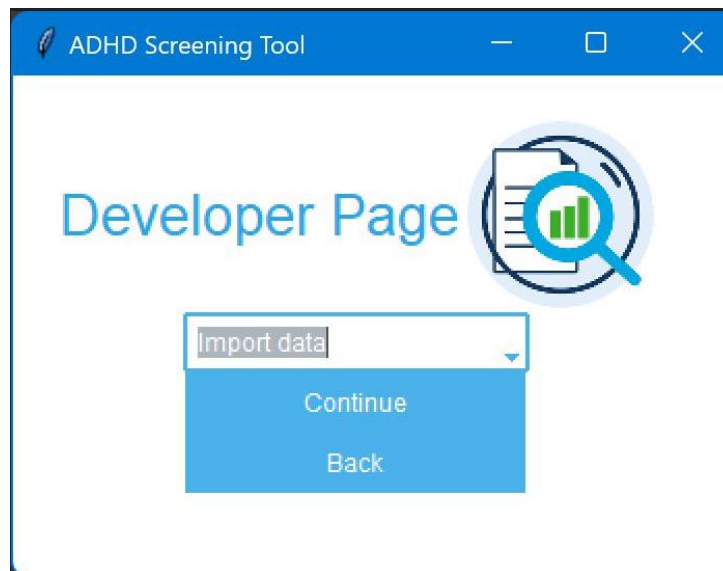 ADHD Screening Tool
Developer Page
Import data
Continue
Back